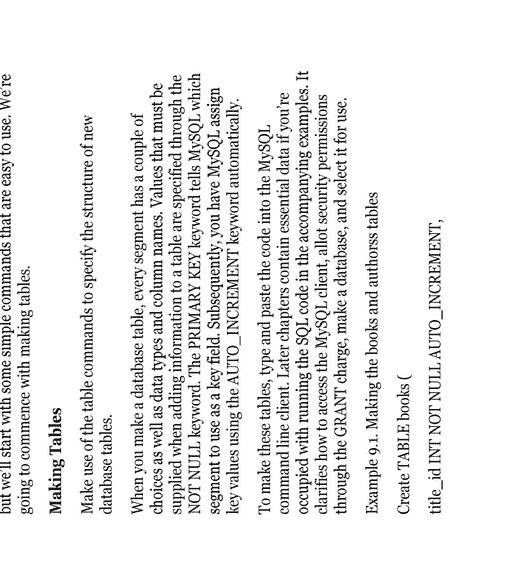 but we'll start with some simple commands that are easy to use. We're
going to commence with making tables.
Making Tables
Make use of the table commands to specify the structure of new
database tables.
When you make a database table, every segment has a couple of
choices as well as data types and column names. Values that must be
supplied when adding information to a table are specified through the
NOT NULL keyword. The PRIMARY KEY keyword tells MySQL which
segment to use as a key field. Subsequently, you have MySQL assign
key values using the AUTO_INCREMENT keyword automatically.
To make these tables, type and paste the code into the MySQL
command line client. Later chapters contain essential data if you're
occupied with running the SQL code in the accompanying examples. It
clarifies how to access the MySQL client, allot security permissions
through the GRANT charge, make a database, and select it for use.
Example 9.1. Making the books and authorss tables
Create TABLE books (
title_id INT NOT NULL AUTO_INCREMENT,